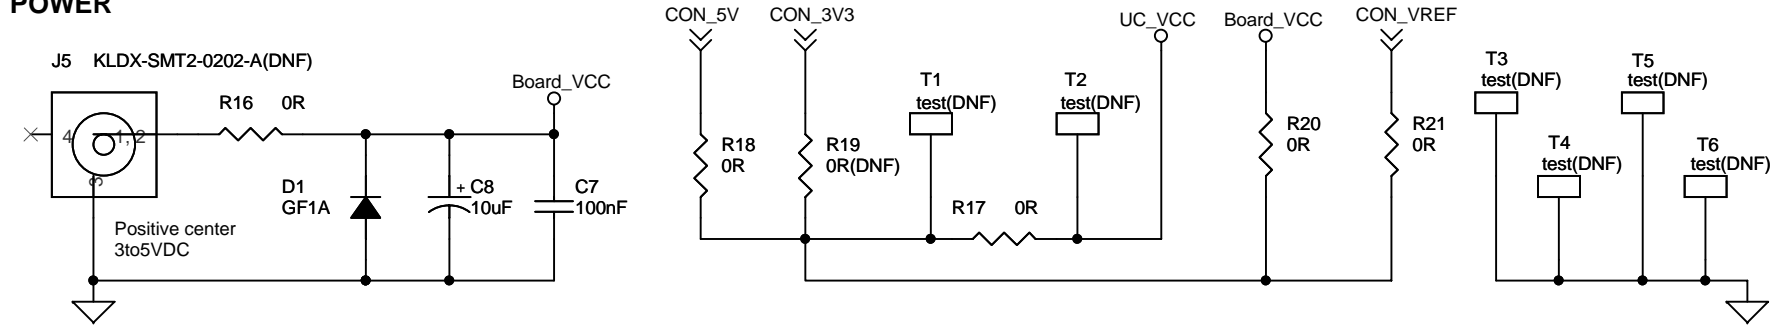 POWER
J5 KLDX-SMT2-0202-A(DNF)
4
1, 2
3
R16 0R
Board_VCC
D1
GF1A
+ C8
10uF
C7
100nF
Positive center
3to5VDC
CON_5V
CON_3V3
UC_VCC
Board_VCC
CON_VREF
T1
test(DNF)
T2
test(DNF)
R18
0R
R19
0R(DNF)
R17 0R
R20
0R
R21
0R
T3
test(DNF)
T5
test(DNF)
T4
test(DNF)
T6
test(DNF)